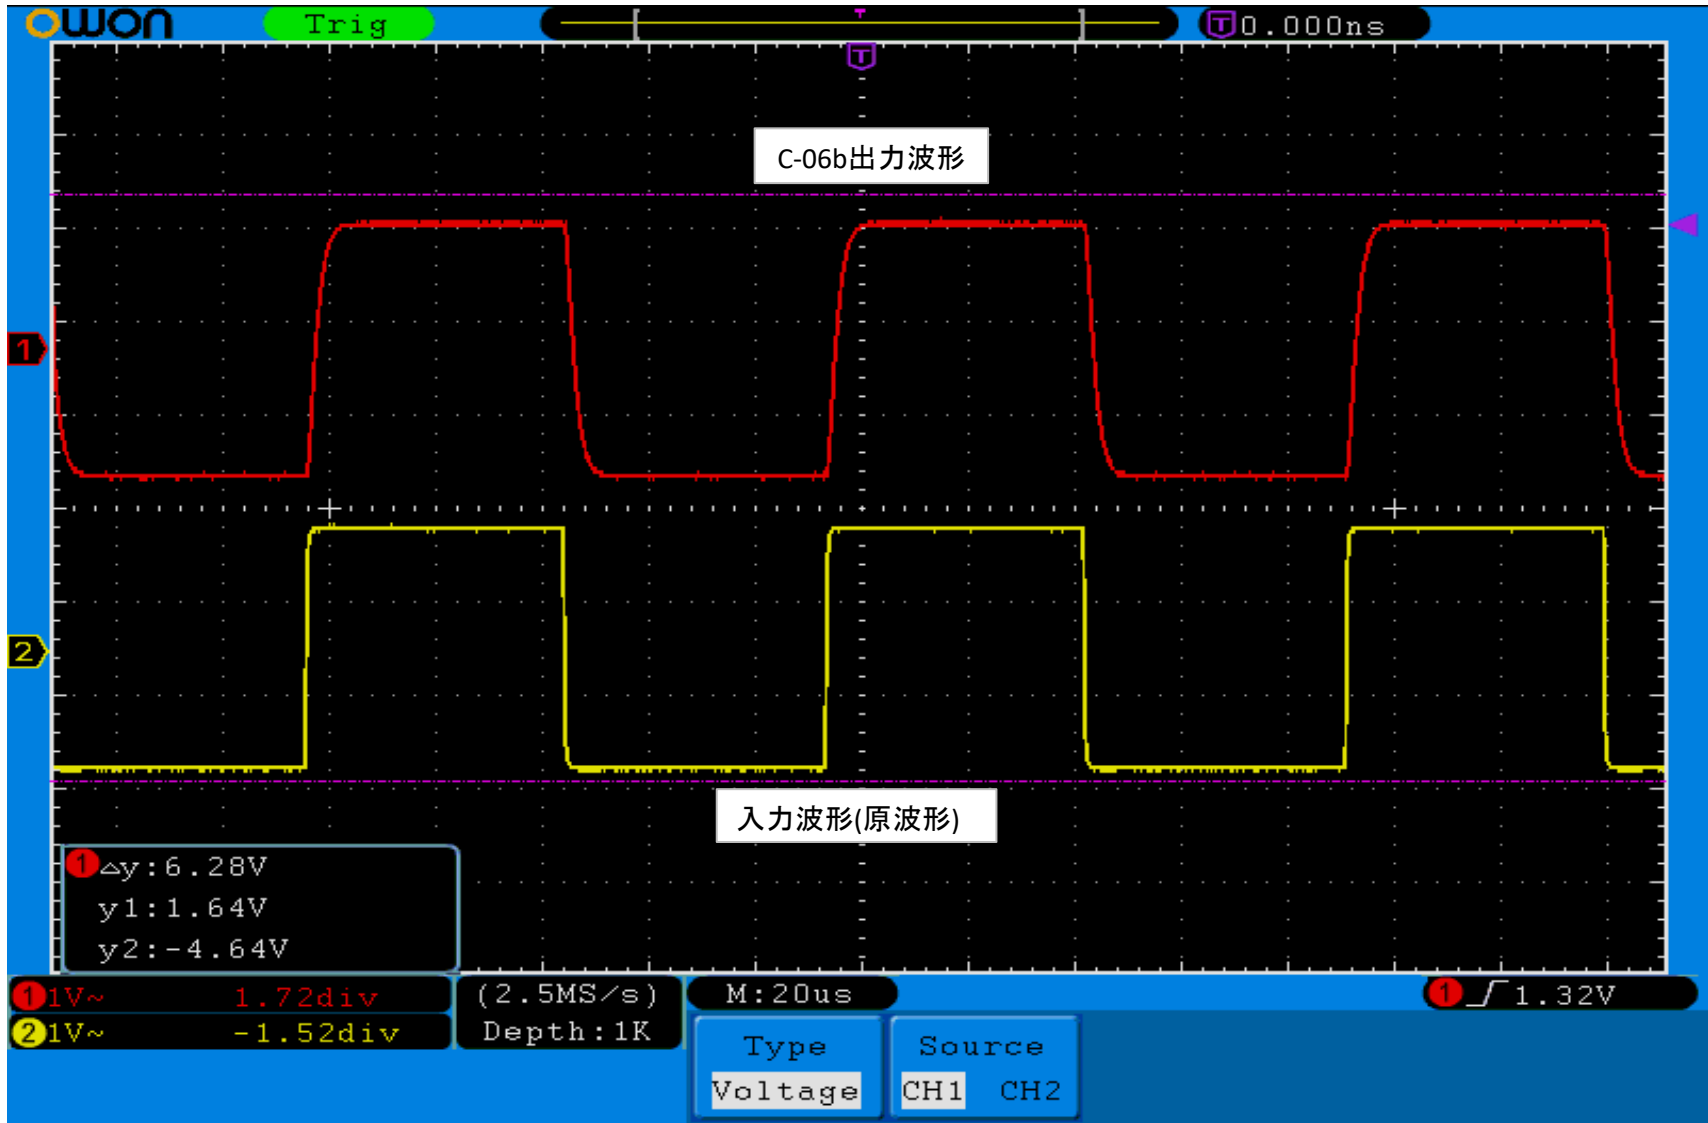 owon
Trig
T 0.000ns
T
C-06b出力波形
1
2
入力波形(原波形)
1 △y:6.28V
y1:1.64V
y2:-4.64V
1 1V~ 1.72div
2 1V~ -1.52div
(2.5MS/s)
Depth:1K
M:20us
1 1.32V
Type
Voltage
Source
CH1 CH2